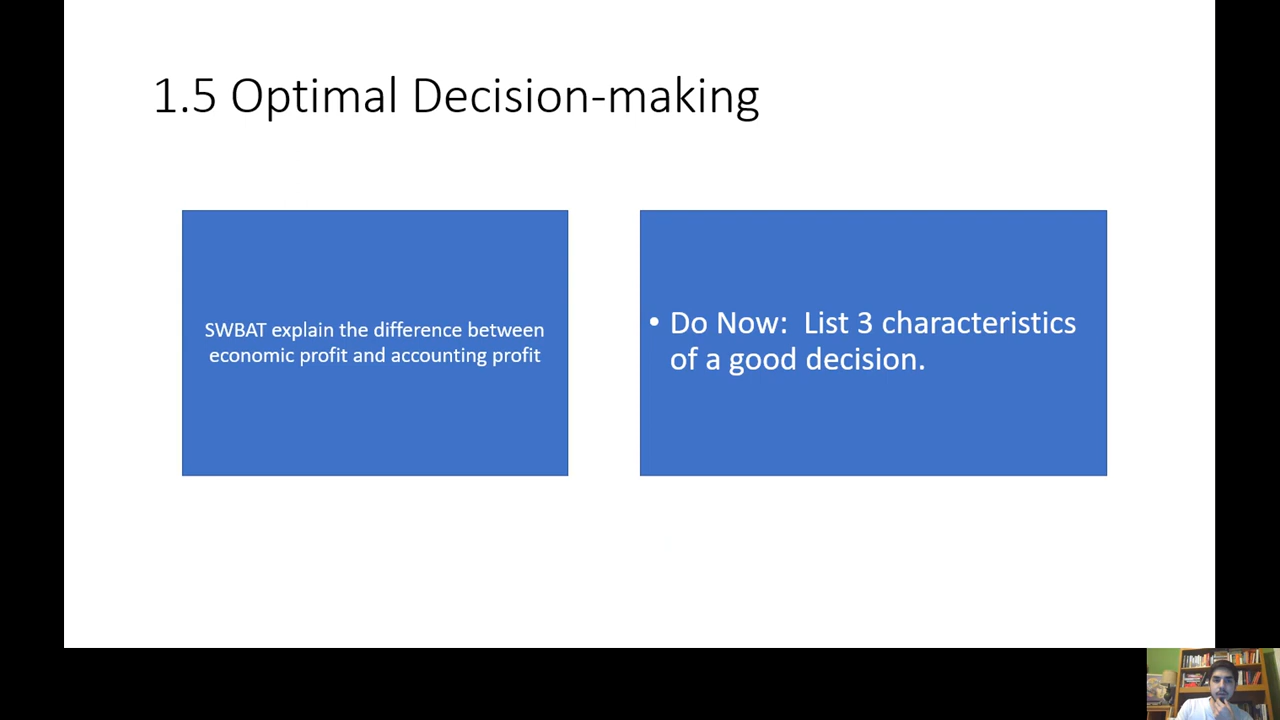 1.5 Optimal Decision-making
SWBAT explain the difference between
economic profit and accounting profit
• Do Now: List 3 characteristics
of a good decision.